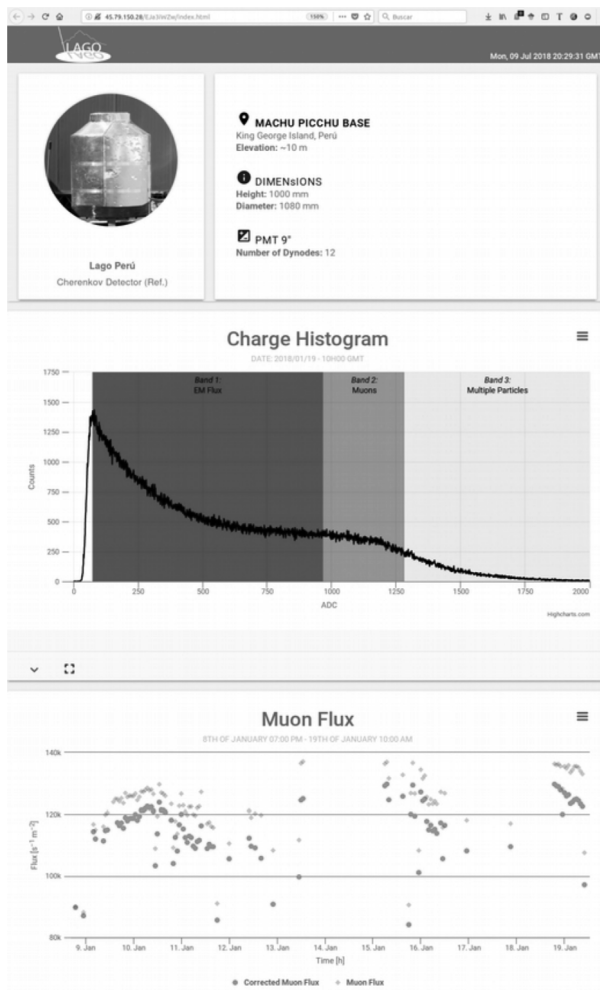 45.79.150.28/
/index.html
150%
Buscar
LAGO
Mon, 09 Jul 2018 20:29:31 GMT
MACHU PICCHU BASE
King George Island, Perú
Elevation: ~10 m
DIMENsIONS
Height: 1000 mm
Diameter: 1080 mm
PMT 9"
Number of Dynodes: 12
Lago Perú
Cherenkov Detector (Ref.)
Charge Histogram
DATE: 2018/01/19 - 10H00 GMT
Band 1:
EM Flux
Band 2:
Muons
Band 3:
Multiple Particles
Counts
1750
1500
1250
1000
750
500
250
0
0 250 500 750 1000 1250 1500 1750 2000
ADC
Highcharts.com
Muon Flux
8TH OF JANUARY 07:00 PM - 19TH OF JANUARY 10:00 AM
Flux [s⁻¹ m⁻²]
140k
120k
100k
80k
9. Jan 10. Jan 11. Jan 12. Jan 13. Jan 14. Jan 15. Jan 16. Jan 17. Jan 18. Jan 19. Jan
Time [h]
Corrected Muon Flux Muon Flux